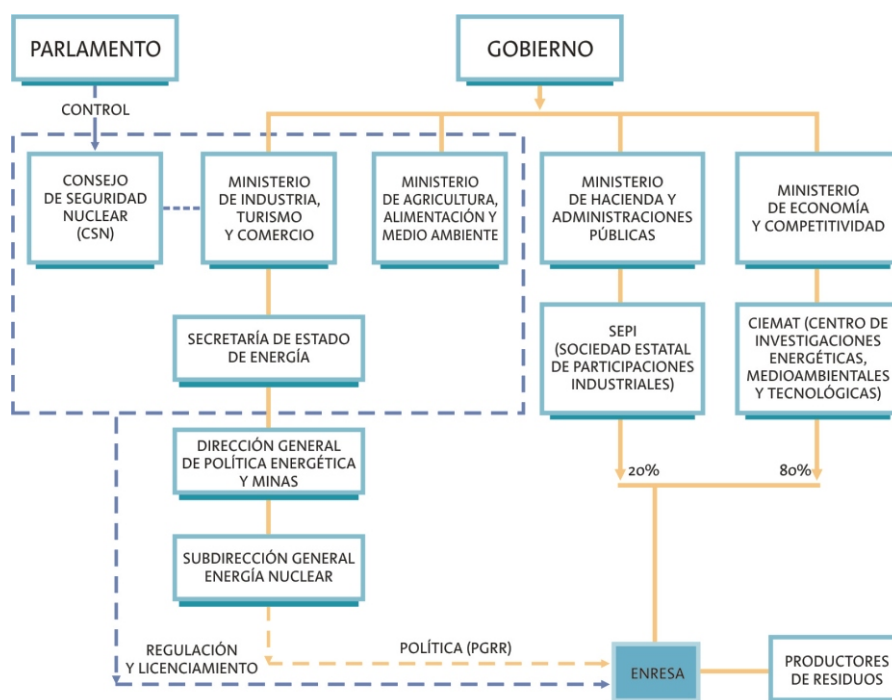 PARLAMENTO
GOBIERNO
CONTROL
CONSEJO
DE SEGURIDAD
NUCLEAR
(CSN)
MINISTERIO
DE INDUSTRIA,
TURISMO
Y COMERCIO
MINISTERIO
DE AGRICULTURA,
ALIMENTACIÓN Y
MEDIO AMBIENTE
MINISTERIO
DE HACIENDA Y
ADMINISTRACIONES
PÚBLICAS
MINISTERIO
DE ECONOMÍA
Y COMPETITIVIDAD
SECRETARÍA DE ESTADO
DE ENERGÍA
SEPI
(SOCIEDAD ESTATAL
DE PARTICIPACIONES
INDUSTRIALES)
CIEMAT (CENTRO DE
INVESTIGACIONES
ENERGÉTICAS,
MEDIOAMBIENTALES
Y TECNOLÓGICAS)
DIRECCIÓN GENERAL
DE POLÍTICA ENERGÉTICA
Y MINAS
20%
80%
SUBDIRECCIÓN GENERAL
ENERGÍA NUCLEAR
REGULACIÓN
Y LICENCIAMIENTO
POLÍTICA (PGRR)
ENRESA
PRODUCTORES
DE RESIDUOS